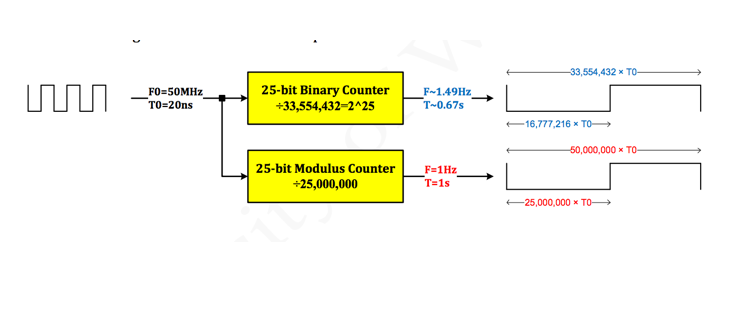 F0=50MHz
T0=20ns
25-bit Binary Counter
÷33,554,432=2^25
F~1.49Hz
T~0.67s
33,554,432 × T0
16,777,216 × T0
25-bit Modulus Counter
÷25,000,000
F=1Hz
T=1s
50,000,000 × T0
25,000,000 × T0